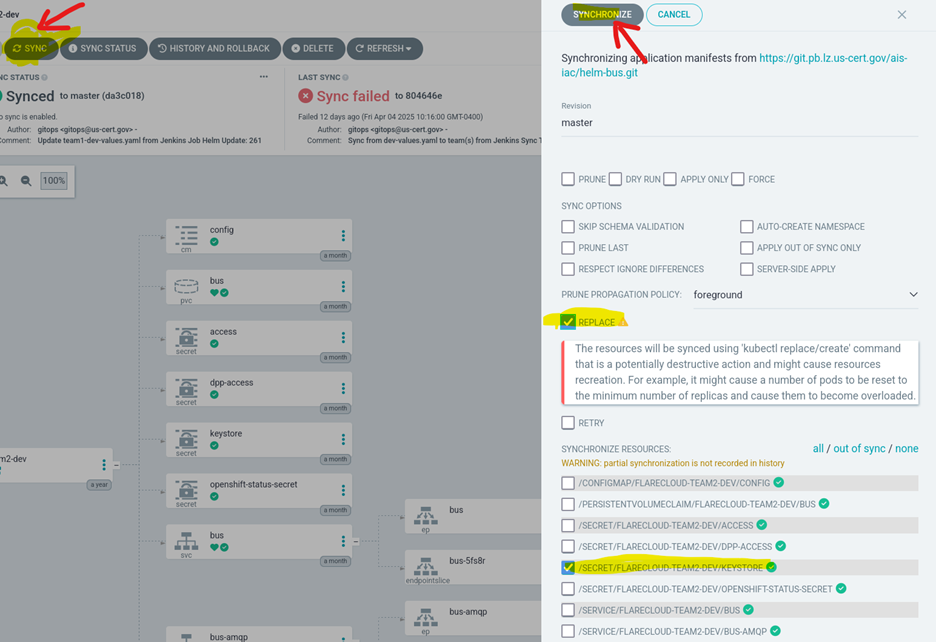 2-dev
SYNC
SYNC STATUS
HISTORY AND ROLLBACK
DELETE
REFRESH
NC STATUS
Synced to master (da3c018)
o sync is enabled.
Author: gitops <gitops@us-cert.gov> -
Comment: Update team1-dev-values.yaml from Jenkins Job Helm Update: 261
...
LAST SYNC
Sync failed to 804646e
Failed 12 days ago (Fri Apr 04 2025 10:16:00 GMT-0400)
Author: gitops <gitops@us-cert.gov> -
Comment: Sync from dev-values.yaml to team(s) from Jenkins Sync T
100%
m2-dev
a year
config
cm
a month
bus
pvc
a month
access
secret
a month
dpp-access
secret
a month
keystore
secret
a month
openshift-status-secret
secret
a month
bus
svc
a month
bus-amqp
bus
ep
bus-5fs8r
endpointslice
bus-amqp
ep
SYNCHRONIZE
CANCEL
Synchronizing application manifests from https://git.pb.lz.us-cert.gov/ais-
iac/helm-bus.git
Revision
master
PRUNE DRY RUN APPLY ONLY FORCE
SYNC OPTIONS
SKIP SCHEMA VALIDATION
AUTO-CREATE NAMESPACE
PRUNE LAST
APPLY OUT OF SYNC ONLY
RESPECT IGNORE DIFFERENCES
SERVER-SIDE APPLY
PRUNE PROPAGATION POLICY: foreground
REPLACE
The resources will be synced using 'kubectl replace/create' command
that is a potentially destructive action and might cause resources
recreation. For example, it might cause a number of pods to be reset to
the minimum number of replicas and cause them to become overloaded.
RETRY
SYNCHRONIZE RESOURCES: all / out of sync / none
WARNING: partial synchronization is not recorded in history
/CONFIGMAP/FLARECLOUD-TEAM2-DEV/CONFIG
/PERSISTENTVOLUMECLAIM/FLARECLOUD-TEAM2-DEV/BUS
/SECRET/FLARECLOUD-TEAM2-DEV/ACCESS
/SECRET/FLARECLOUD-TEAM2-DEV/DPP-ACCESS
/SECRET/FLARECLOUD-TEAM2-DEV/KEYSTORE
/SECRET/FLARECLOUD-TEAM2-DEV/OPENSHIFT-STATUS-SECRET
/SERVICE/FLARECLOUD-TEAM2-DEV/BUS
/SERVICE/FLARECLOUD-TEAM2-DEV/BUS-AMQP